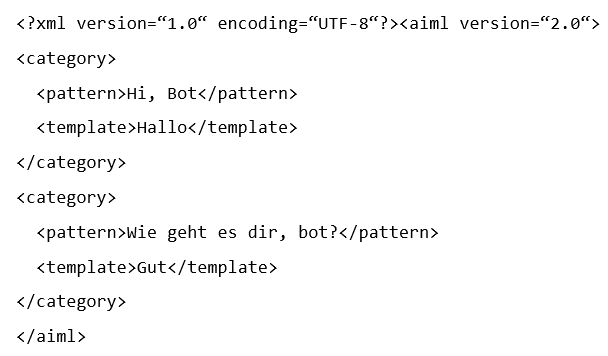 <?xml version=“1.0“ encoding=“UTF-8“?><aiml version=“2.0“>
<category>
<pattern>Hi, Bot</pattern>
<template>Hallo</template>
</category>
<category>
<pattern>Wie geht es dir, bot?</pattern>
<template>Gut</template>
</category>
</aiml>